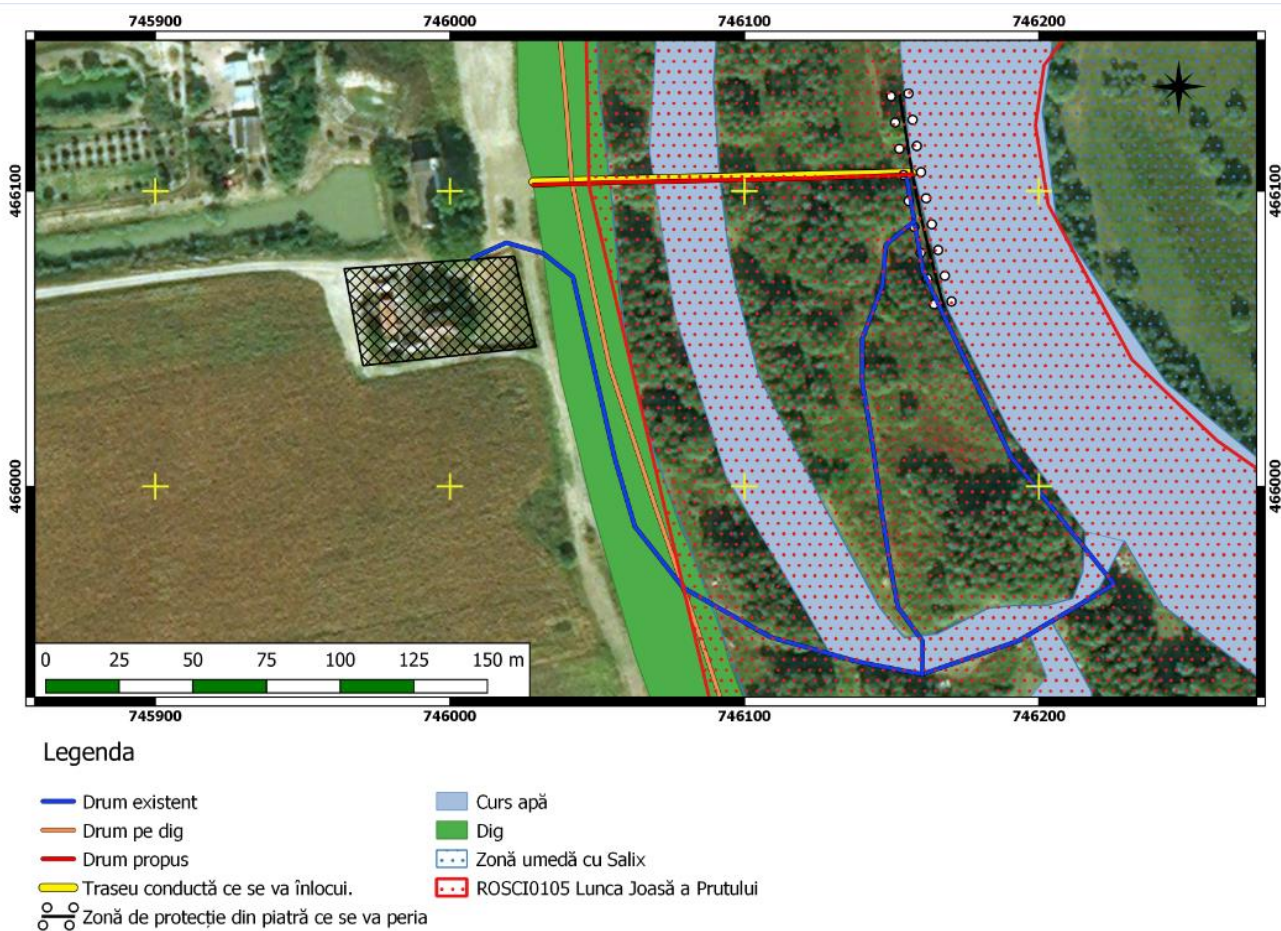 745900 746000 746100 746200
466100 466100
466000 466000
0 25 50 75 100 125 150 m
745900 746000 746100 746200
Legenda
Drum existent
Drum pe dig
Drum propus
Traseu conductă ce se va înlocui.
Zonă de protecție din piatră ce se va peria
Curs apă
Dig
Zonă umedă cu Salix
ROSCI0105 Lunca Joasă a Prutului